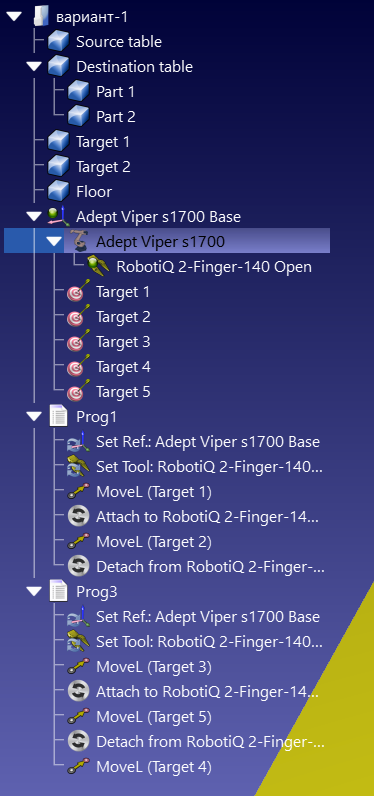 вариант-1
Source table
Destination table
Part 1
Part 2
Target 1
Target 2
Floor
Adept Viper s1700 Base
Adept Viper s1700
RobotiQ 2-Finger-140 Open
Target 1
Target 2
Target 3
Target 4
Target 5
Prog1
Set Ref.: Adept Viper s1700 Base
Set Tool: RobotiQ 2-Finger-140...
MoveL (Target 1)
Attach to RobotiQ 2-Finger-14...
MoveL (Target 2)
Detach from RobotiQ 2-Finger-...
Prog3
Set Ref.: Adept Viper s1700 Base
Set Tool: RobotiQ 2-Finger-140...
MoveL (Target 3)
Attach to RobotiQ 2-Finger-14...
MoveL (Target 5)
Detach from RobotiQ 2-Finger-...
MoveL (Target 4)